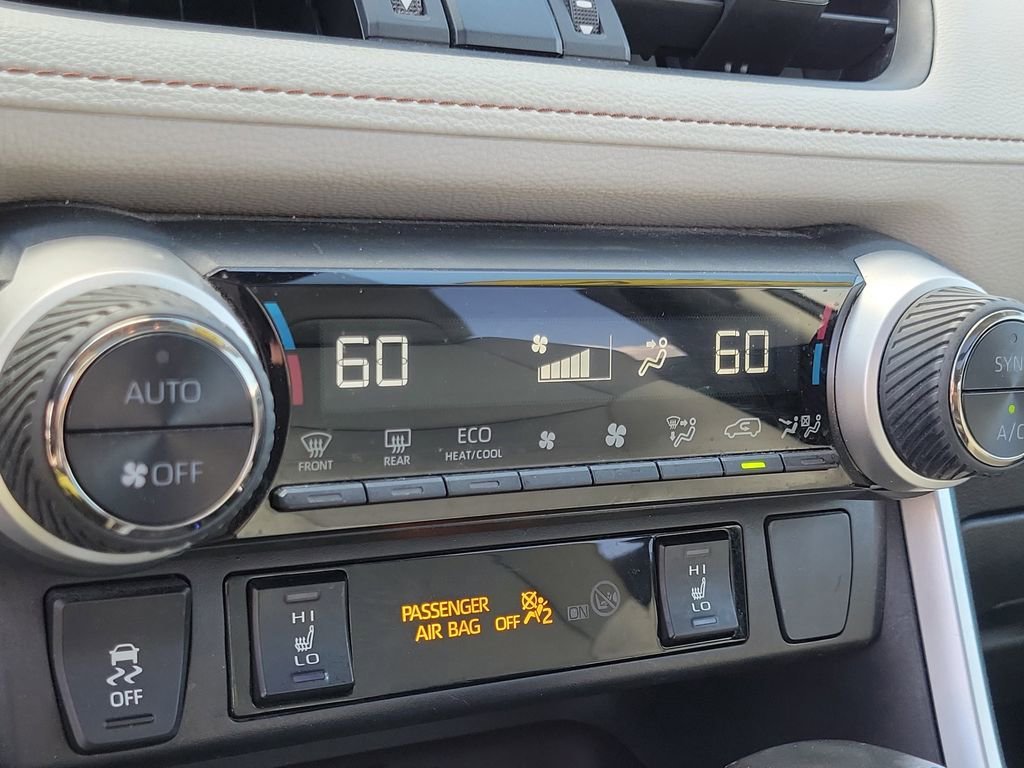 60
60
AUTO
OFF
FRONT
REAR
ECO
HEAT/COOL
SYN
A/C
HI
LO
PASSENGER
AIR BAG OFF 2
ON
HI
LO
OFF